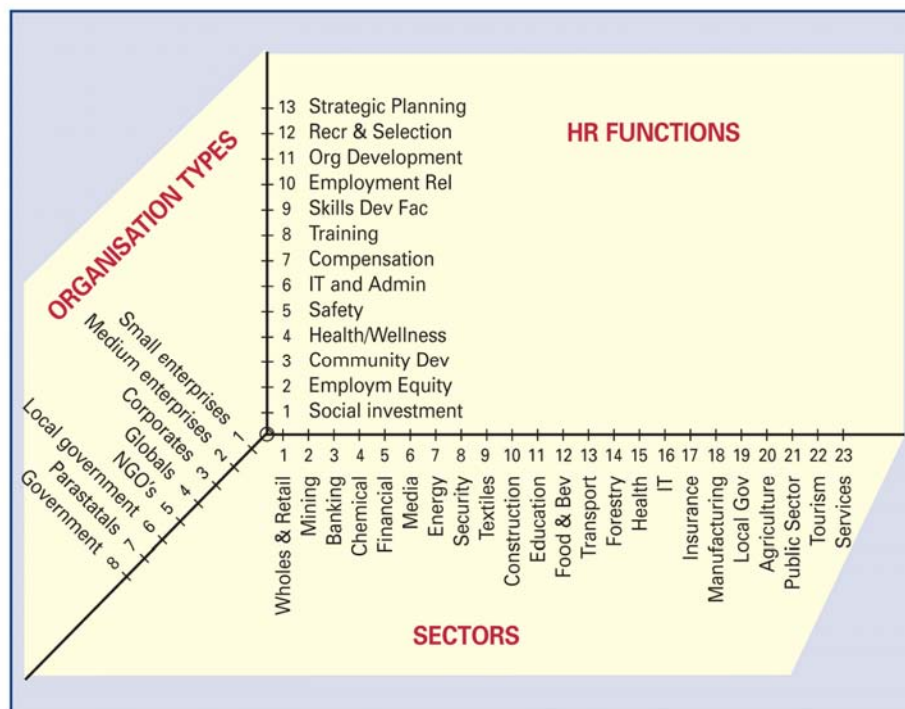 HR FUNCTIONS
13 Strategic Planning
12 Recr & Selection
11 Org Development
10 Employment Rel
9 Skills Dev Fac
8 Training
7 Compensation
6 IT and Admin
5 Safety
4 Health/Wellness
3 Community Dev
2 Employm Equity
1 Social investment
ORGANISATION TYPES
Small enterprises 1
Medium enterprises 2
Corporates 3
Globals 4
NGO's 5
Local government 6
Parastatals 7
Government 8
1 Wholes & Retail
2 Mining
3 Banking
4 Chemical
5 Financial
6 Media
7 Energy
8 Security
9 Textiles
10 Construction
11 Education
12 Food & Bev
13 Transport
14 Forestry
15 Health
16 IT
17 Insurance
18 Manufacturing
19 Local Gov
20 Agriculture
21 Public Sector
22 Tourism
23 Services
SECTORS